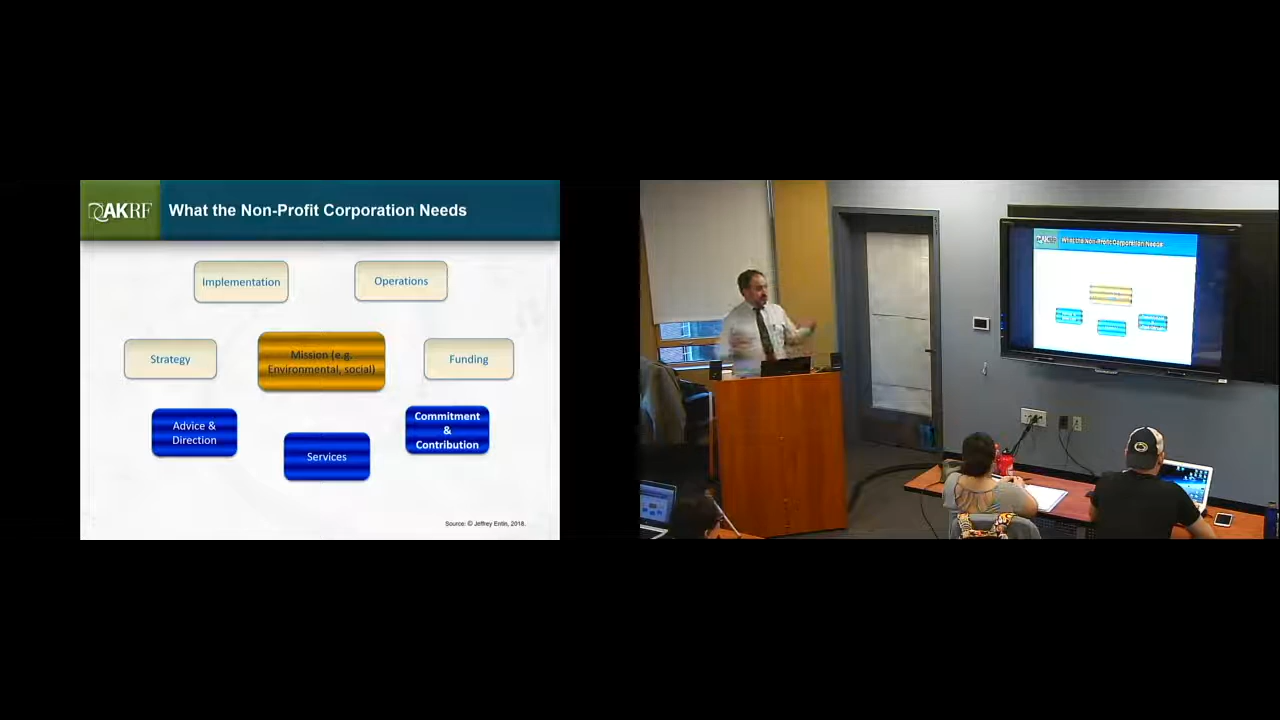 AKRF
What the Non-Profit Corporation Needs
Implementation
Operations
Strategy
Mission (e.g.
Environmental, social)
Funding
Advice &
Direction
Services
Commitment
&
Contribution
Source: © Jeffrey Entin, 2018.
What the Non-Profit Corporation Needs